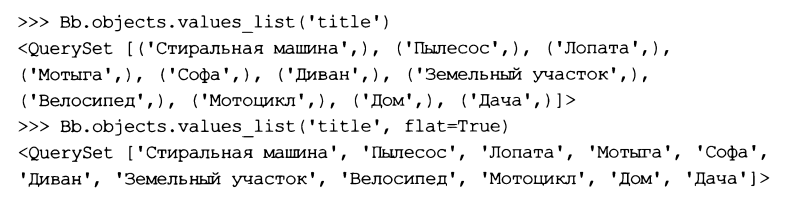 >>> Bb.objects.values_list('title')
<QuerySet [('Стиральная машина',), ('Пылесос',), ('Лопата',),
('Мотыга',), ('Софа',), ('Диван',), ('Земельный участок',),
('Велосипед',), ('Мотоцикл',), ('Дом',), ('Дача',)]>
>>> Bb.objects.values_list('title', flat=True)
<QuerySet ['Стиральная машина', 'Пылесос', 'Лопата', 'Мотыга', 'Софа',
'Диван', 'Земельный участок', 'Велосипед', 'Мотоцикл', 'Дом', 'Дача']>